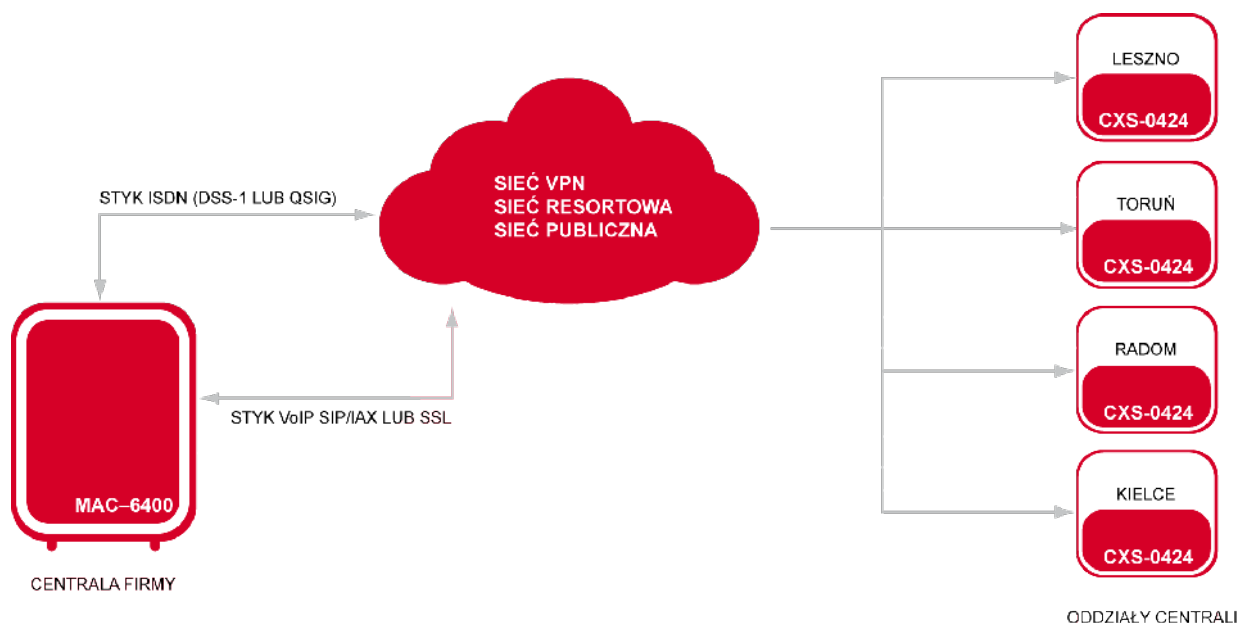 STYK ISDN (DSS-1 LUB QSIG)
SIEĆ VPN
SIEĆ RESORTOWA
SIEĆ PUBLICZNA
STYK VoIP SIP/IAX LUB SSL
MAC–6400
CENTRALA FIRMY
LESZNO
CXS-0424
TORUŃ
CXS-0424
RADOM
CXS-0424
KIELCE
CXS-0424
ODDZIAŁY CENTRALI